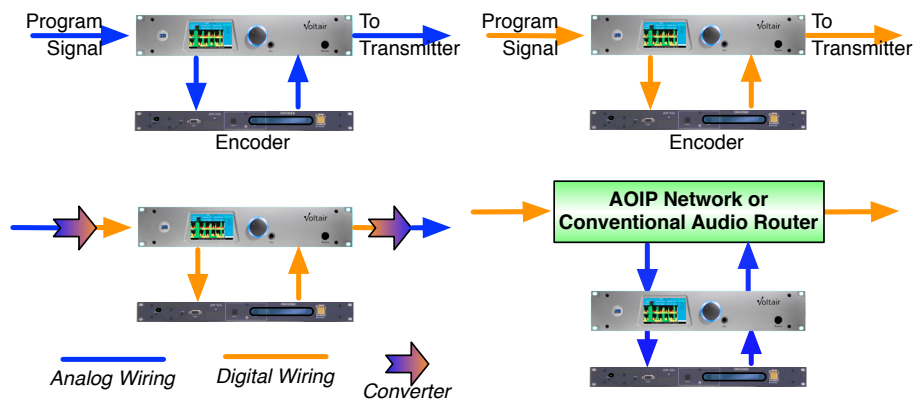 Program
Signal
Voltair
To
Transmitter
Encoder
Program
Signal
Voltair
To
Transmitter
Encoder
Voltair
AOIP Network or
Conventional Audio Router
Voltair
Analog Wiring
Digital Wiring
Converter